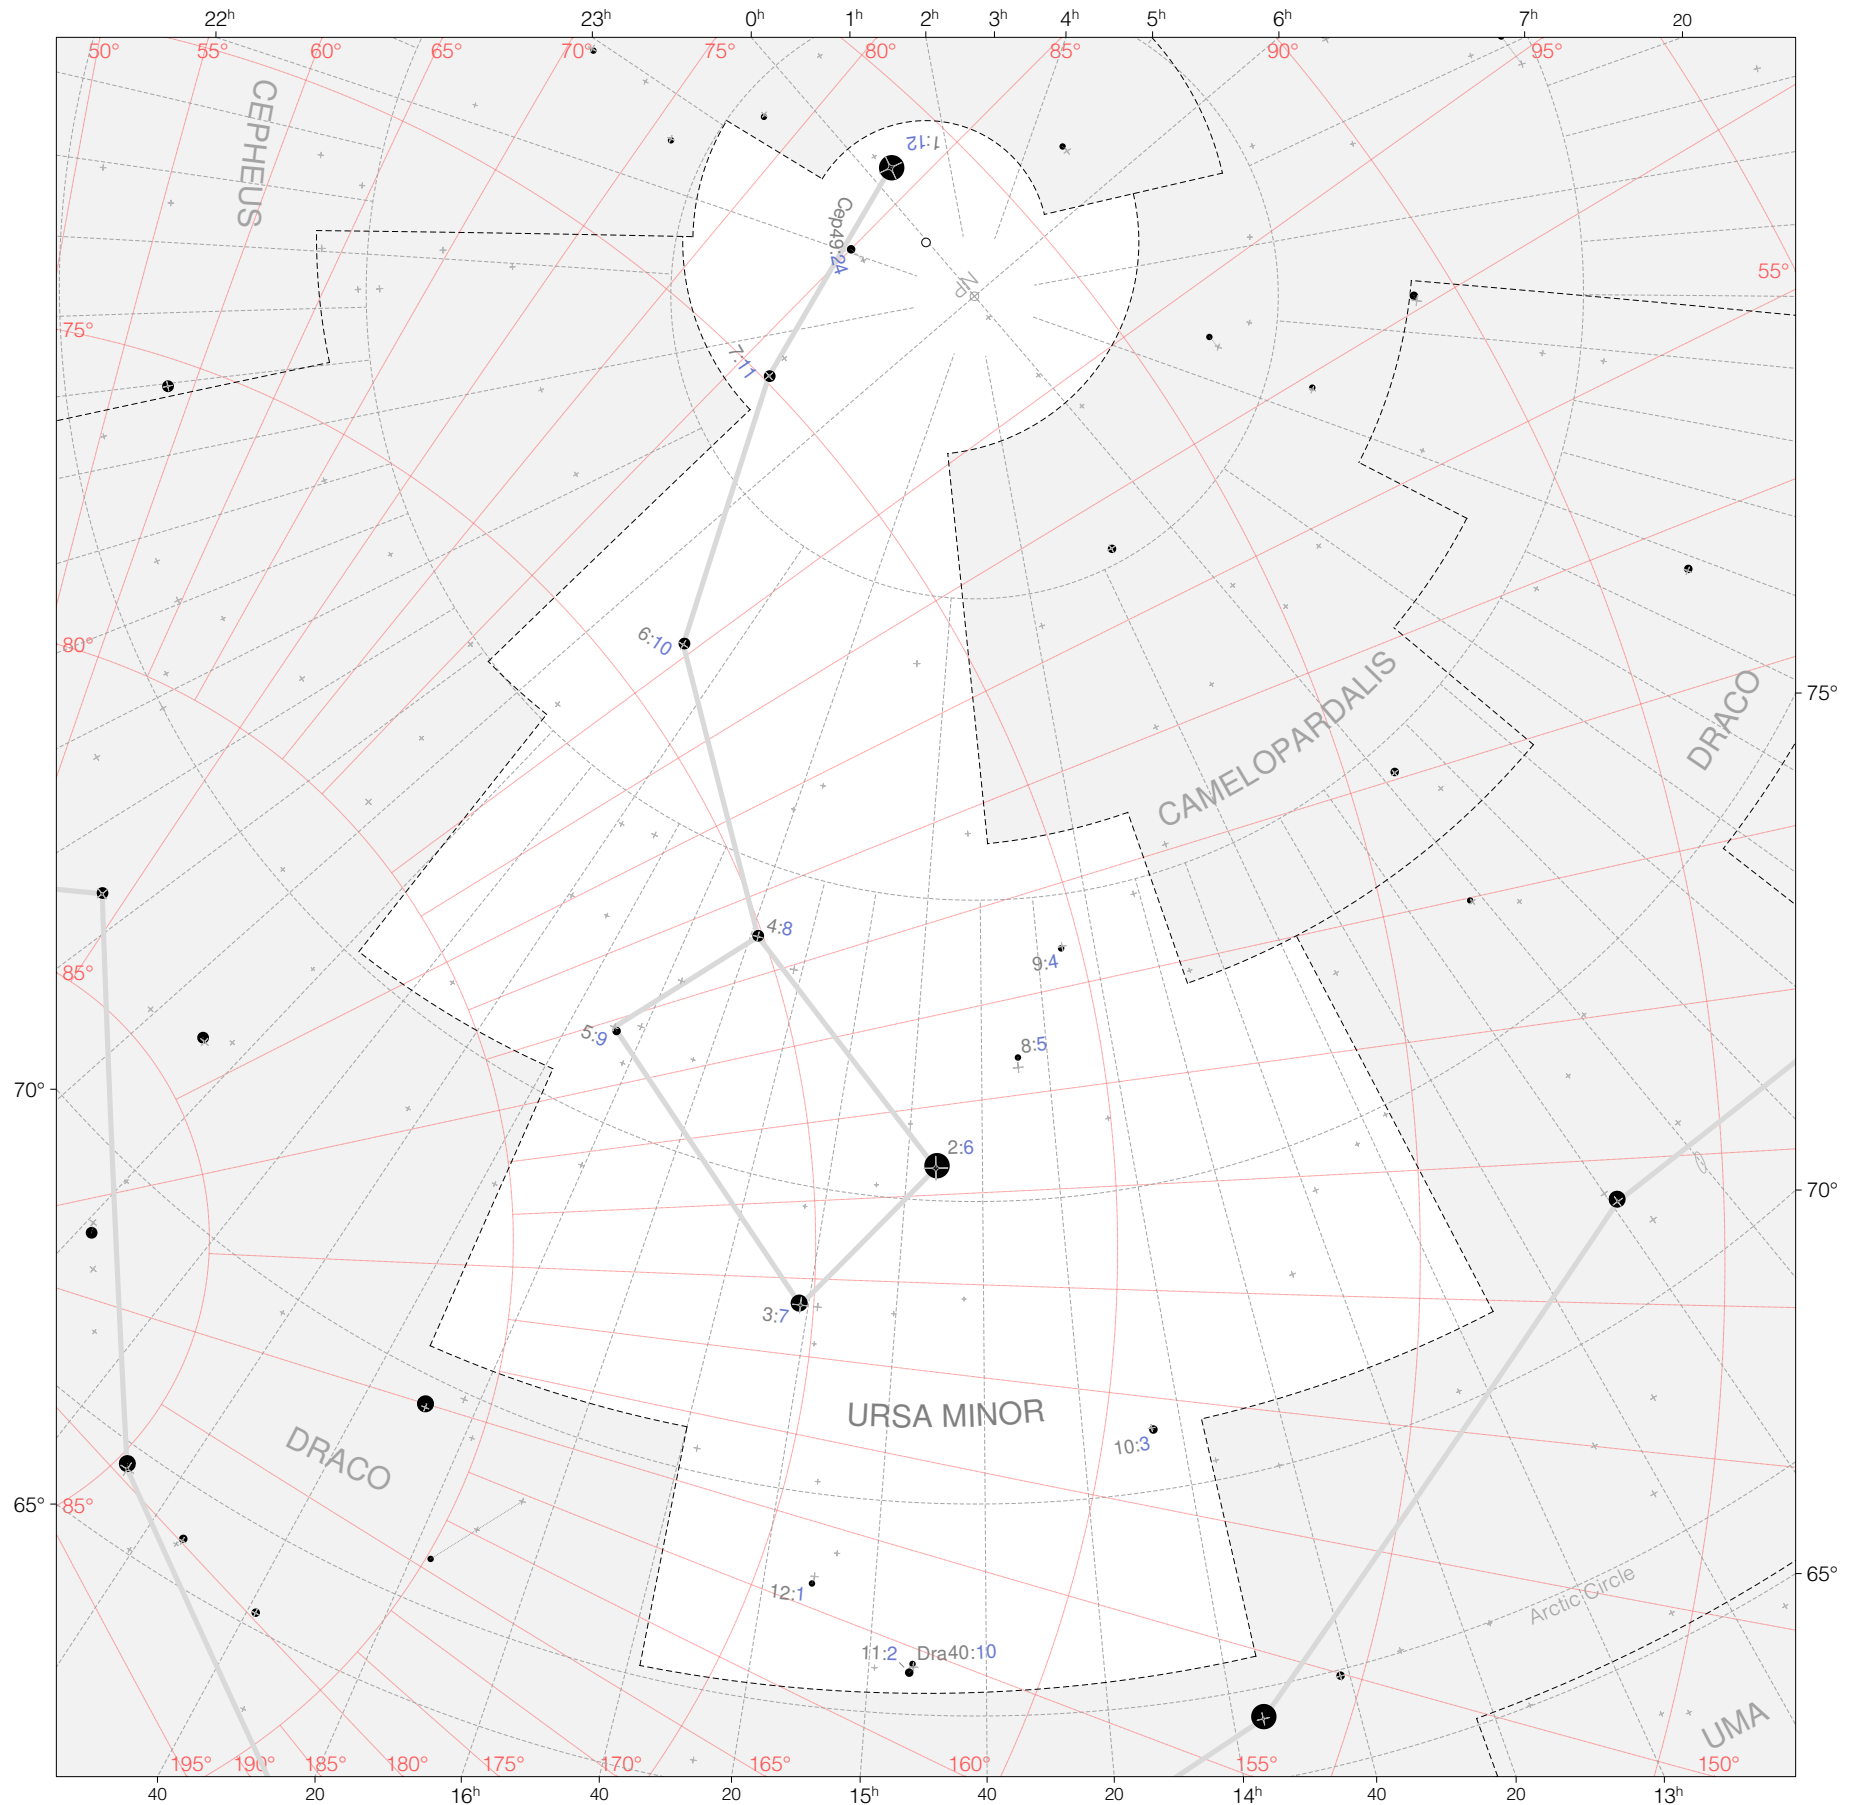 22h 23h 0h 1h 2h 3h 4h 5h 6h 7h 20
50° 55° 60° 65° 70° 75° 80° 85° 90° 95°
CEPHEUS
1:12
Cep49:24
NP
55°
75°
7:11
6:10
80°
75°
CAMELOPARDALIS
DRACO
4:8
9:4
85°
5:9
8:5
70°
2:6
70°
3:7
URSA MINOR
10:3
DRACO
65°
85°
65°
12:1
Arctic Circle
11:2
Dra40:10
UMA
195° 190° 185° 180° 175° 170° 165° 160° 155° 150°
40 20 16h 40 20 15h 40 20 14h 40 20 13h